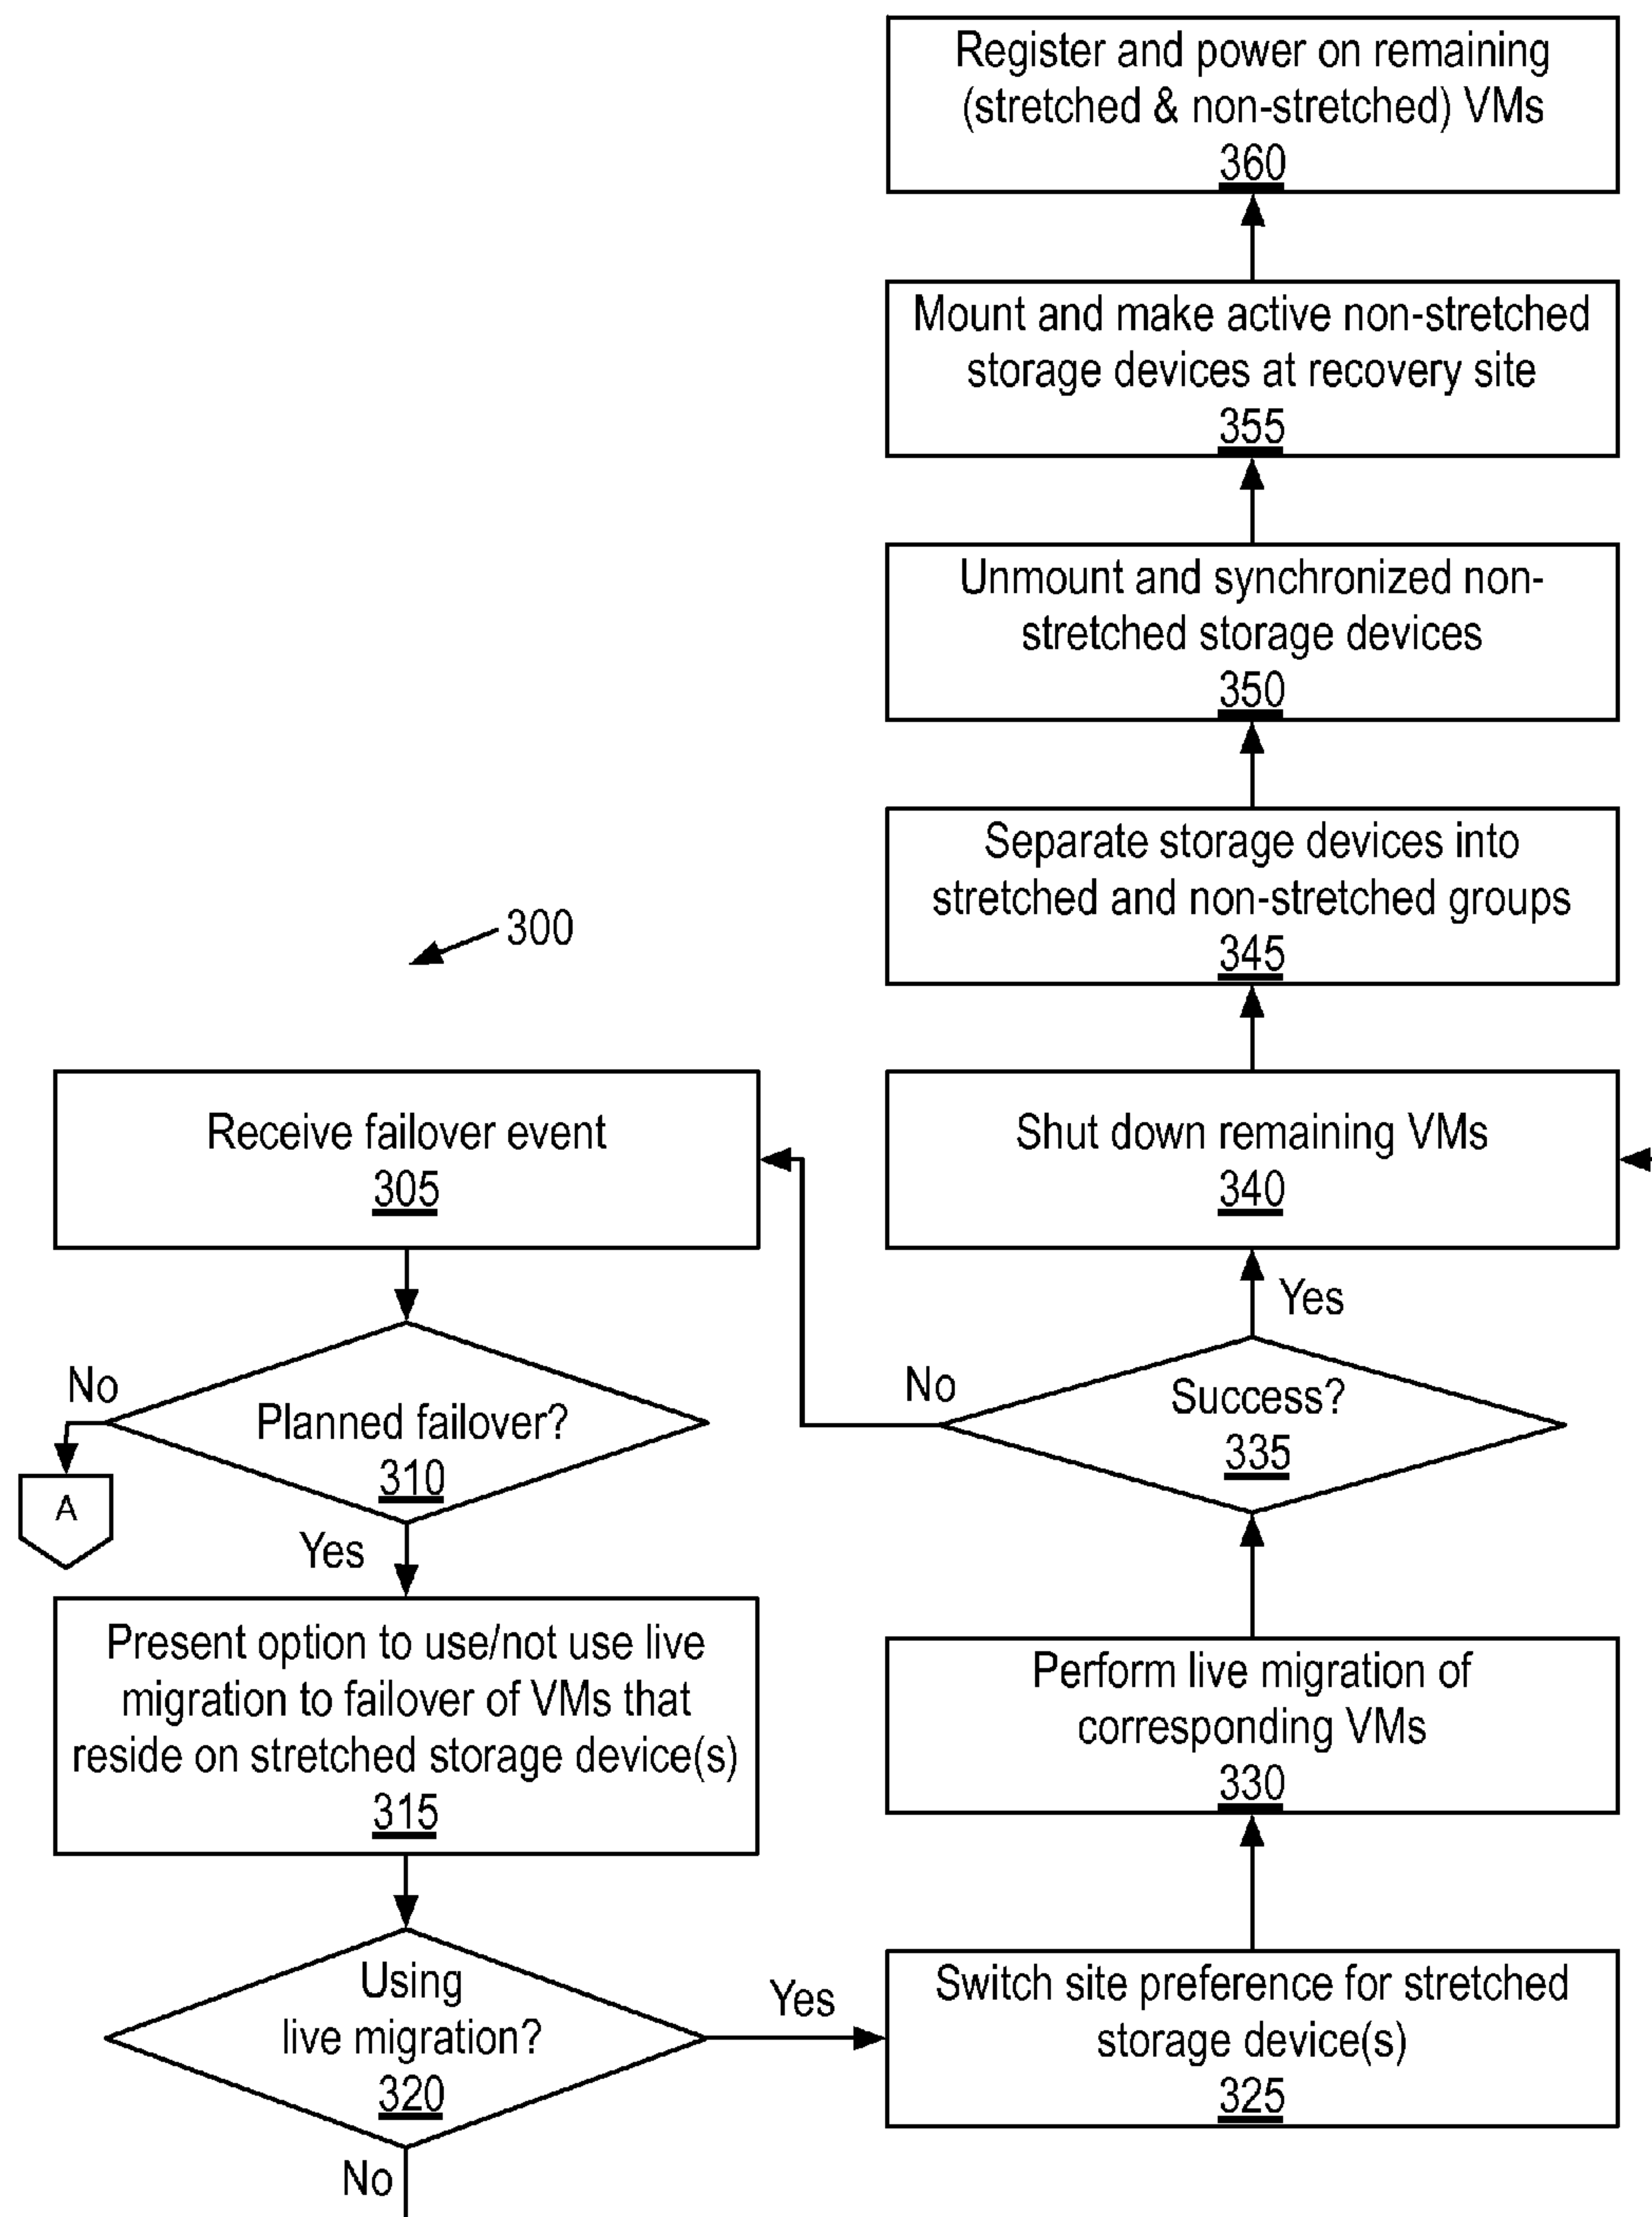 Register and power on remaining
(stretched & non-stretched) VMs
360
Mount and make active non-stretched
storage devices at recovery site
355
Unmount and synchronized non-
stretched storage devices
350
Separate storage devices into
stretched and non-stretched groups
345
300
Receive failover event
305
Shut down remaining VMs
340
Yes
No
Planned failover?
310
No
Success?
335
A
Yes
Present option to use/not use live
migration to failover of VMs that
reside on stretched storage device(s)
315
Perform live migration of
corresponding VMs
330
Using
live migration?
320
Yes
Switch site preference for stretched
storage device(s)
325
No